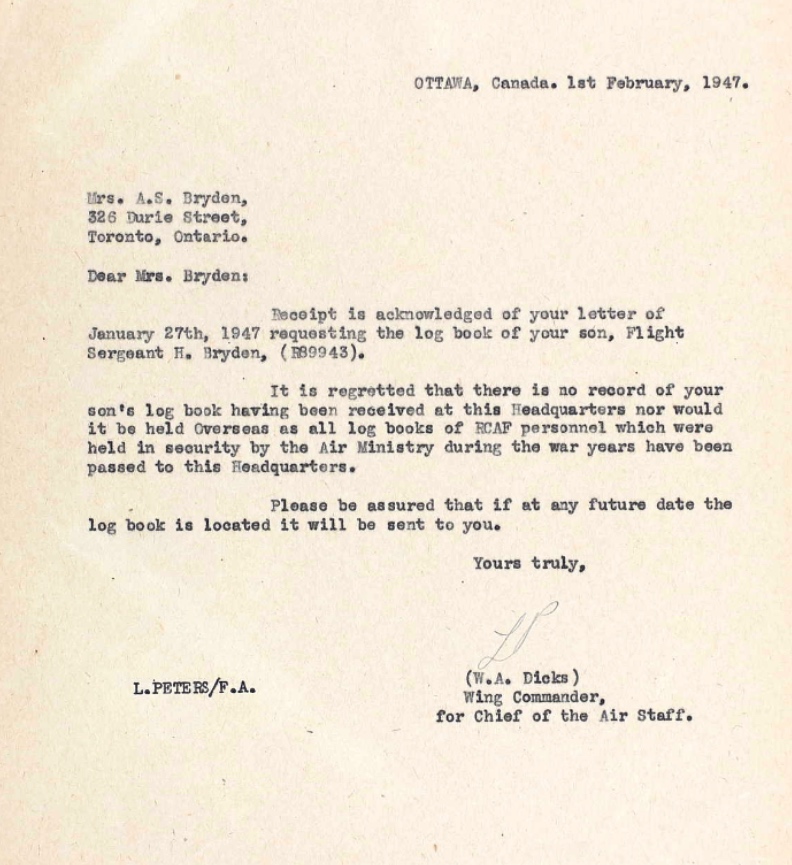 OTTAWA, Canada. 1st February, 1947.
Mrs. A.S. Bryden,
326 Durie Street,
Toronto, Ontario.
Dear Mrs. Bryden:
Receipt is acknowledged of your letter of
January 27th, 1947 requesting the log book of your son, Flight
Sergeant H. Bryden, (R89943).
It is regretted that there is no record of your
son's log book having been received at this Headquarters nor would
it be held Overseas as all log books of RCAF personnel which were
held in security by the Air Ministry during the war years have been
passed to this Headquarters.
Please be assured that if at any future date the
log book is located it will be sent to you.
Yours truly,
LP
(W.A. Dicks)
L.PETERS/F.A.
Wing Commander,
for Chief of the Air Staff.